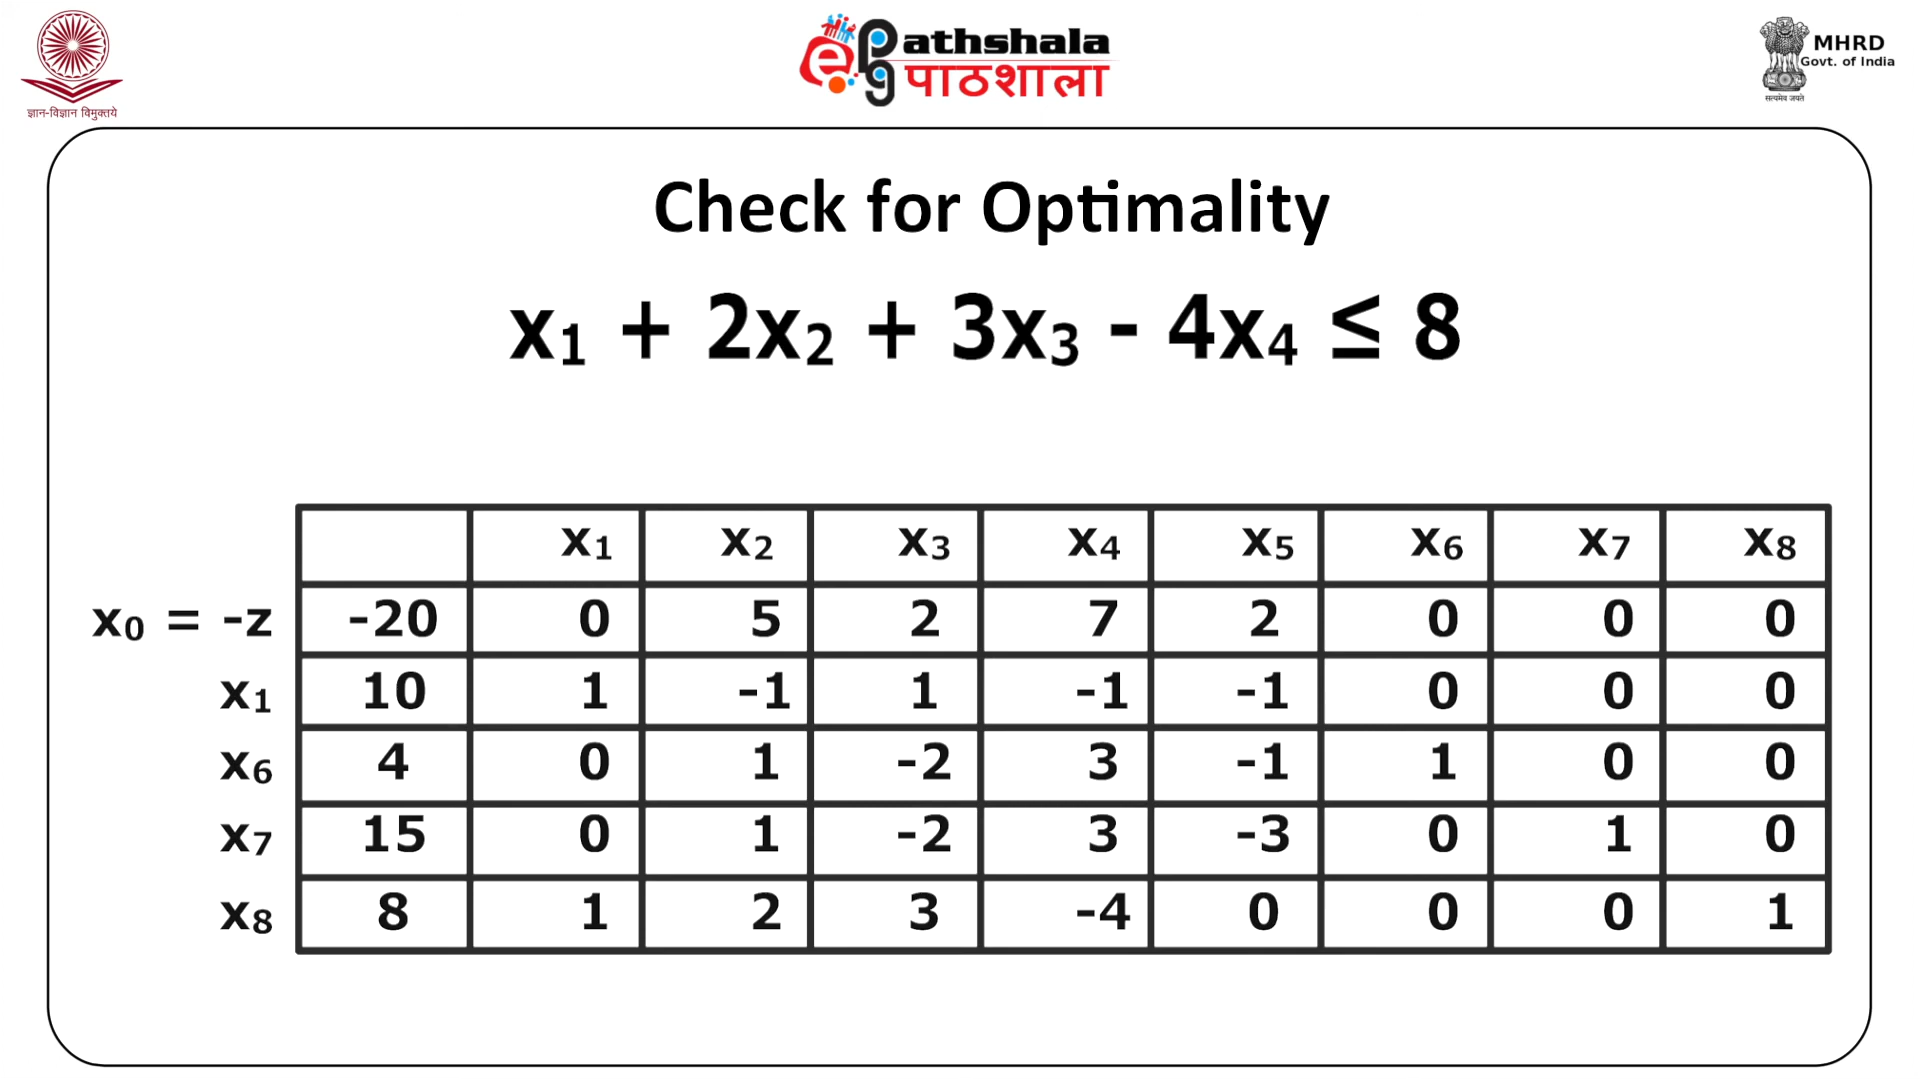 ज्ञान-विज्ञान विमुक्तये
e pg Pathshala
पाठशाला
MHRD
Govt. of India
सत्यमेव जयते
Check for Optimality
x₁ + 2x₂ + 3x₃ - 4x₄ ≤ 8
x₁ x₂ x₃ x₄ x₅ x₆ x₇ x₈
x₀ = -z -20 0 5 2 7 2 0 0 0
x₁ 10 1 -1 1 -1 -1 0 0 0
x₆ 4 0 1 -2 3 -1 1 0 0
x₇ 15 0 1 -2 3 -3 0 1 0
x₈ 8 1 2 3 -4 0 0 0 1